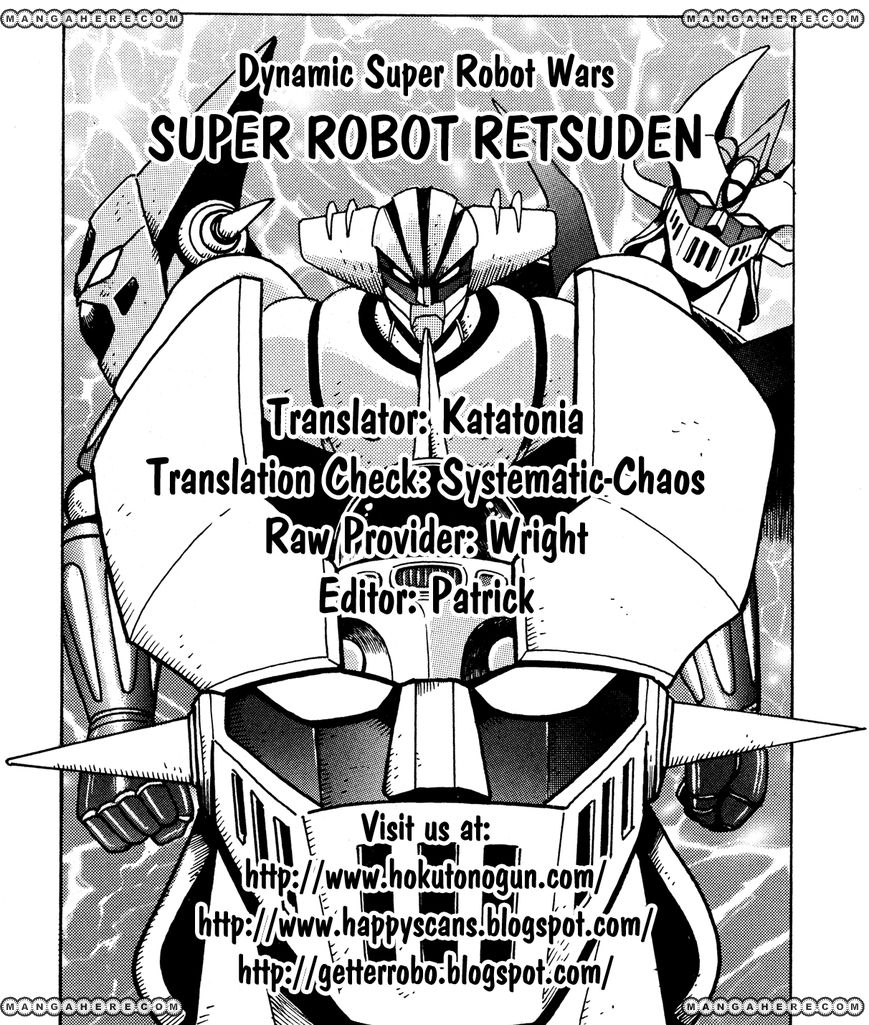 MANGAHERE.COM MANGAHERE.COM
Dynamic Super Robot Wars
SUPER ROBOT RETSUDEN
Translator: Katatonia
Translation Check: Systematic-Chaos
Raw Provider: Wright
Editor: Patrick
Visit us at:
http://www.hokutonogun.com/
http://www.happyscans.blogspot.com/
http://getterrobo.blogspot.com/
MANGAHERE.COM MANGAHERE.COM